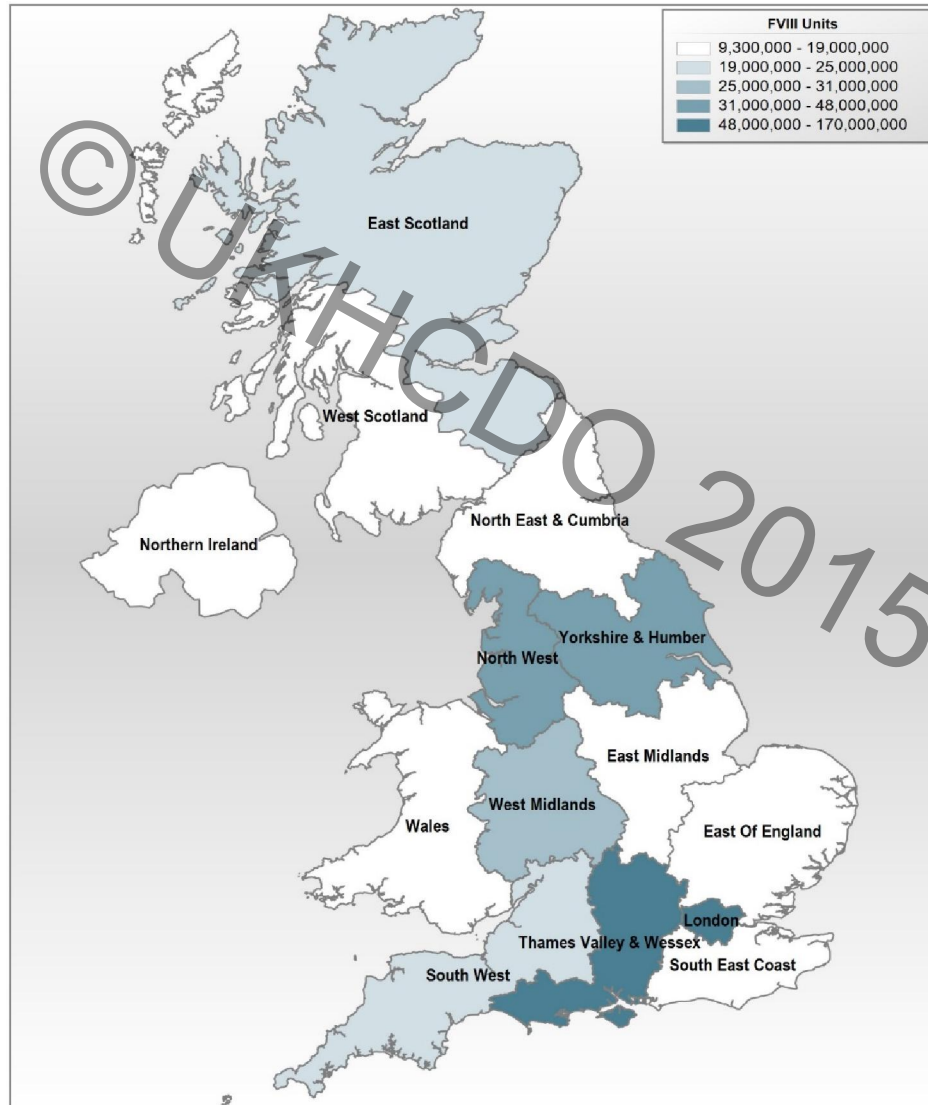 FVIII Units
9,300,000 - 19,000,000
19,000,000 - 25,000,000
25,000,000 - 31,000,000
31,000,000 - 48,000,000
48,000,000 - 170,000,000
© UKHCDO 2015
East Scotland
West Scotland
North East & Cumbria
Northern Ireland
Yorkshire & Humber
North West
East Midlands
West Midlands
Wales
East Of England
London
Thames Valley & Wessex
South East Coast
South West